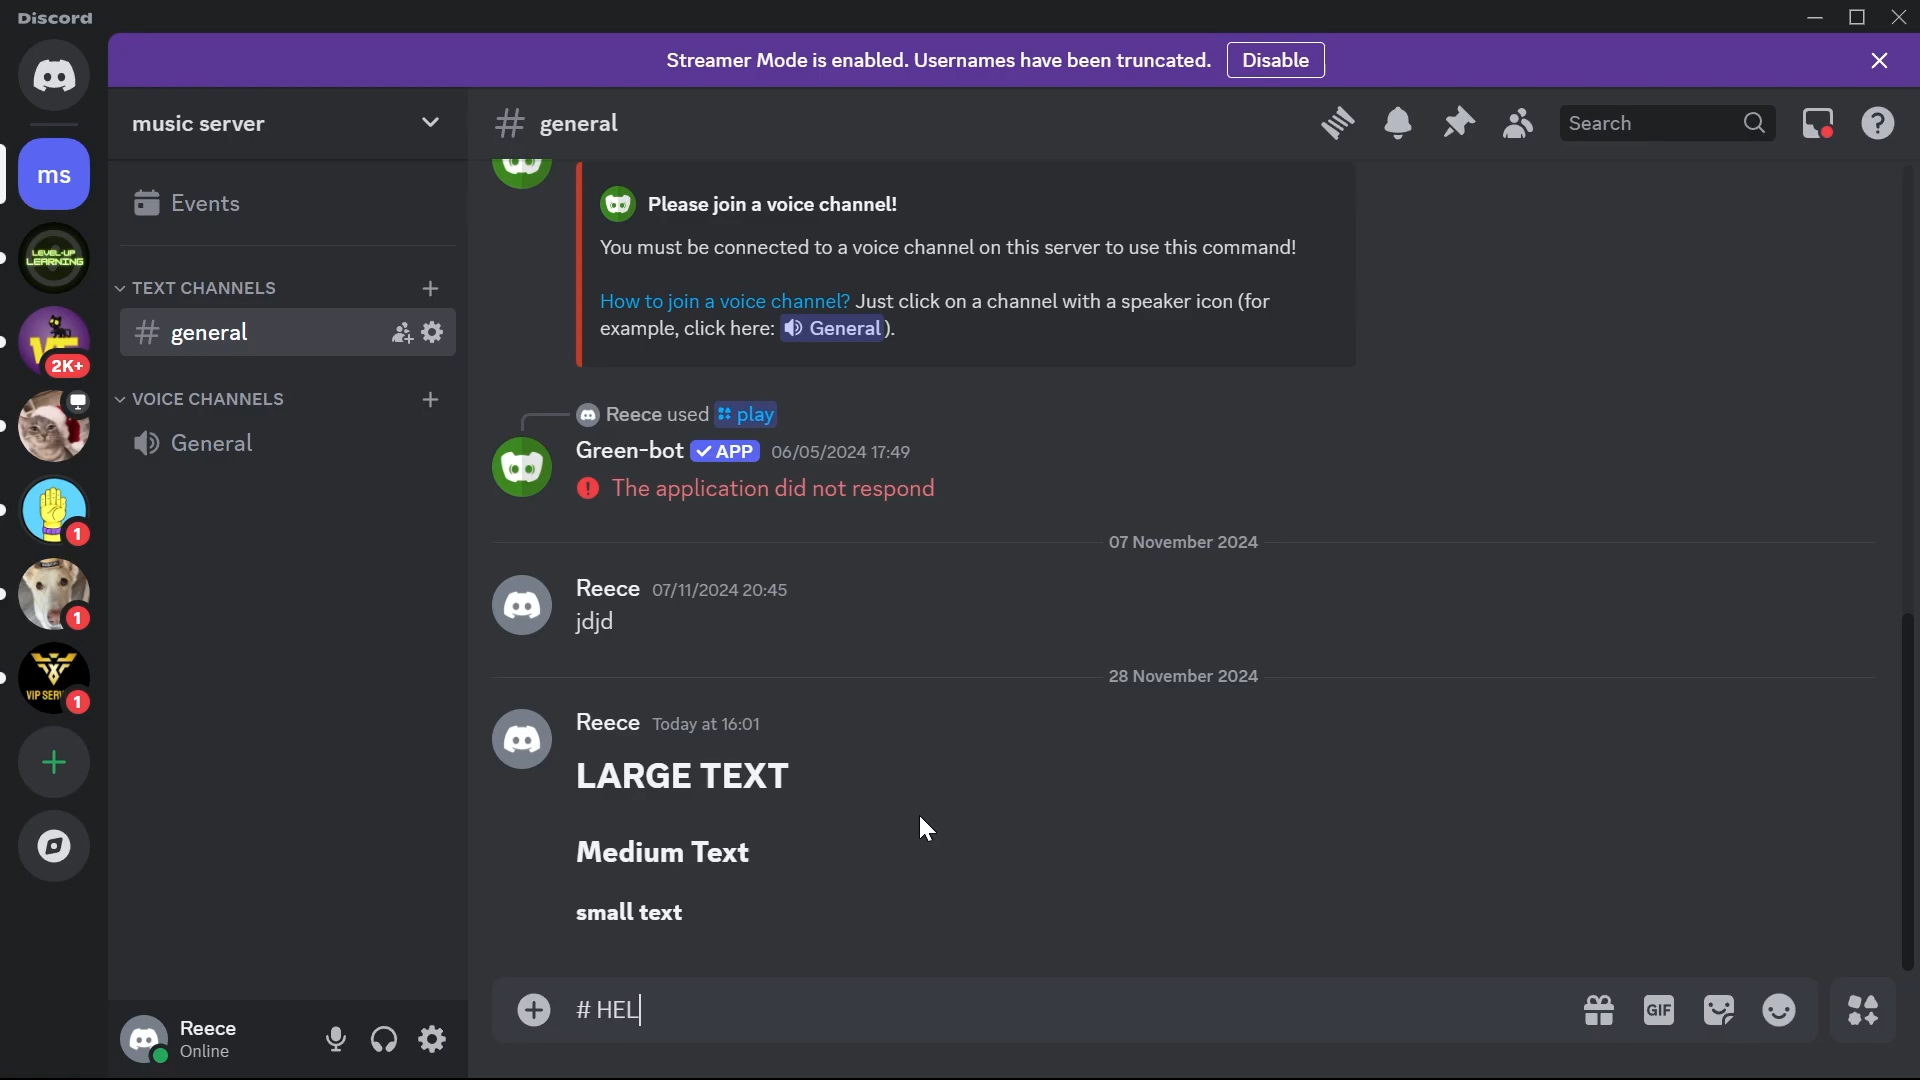 Discord
Streamer Mode is enabled. Usernames have been truncated. Disable
music server
# general
Search
ms
Events
LEVEL-UP
LEARNING
TEXT CHANNELS
# general
2K+
VOICE CHANNELS
General
1
1
VIP SER
1
Please join a voice channel!
You must be connected to a voice channel on this server to use this command!
How to join a voice channel? Just click on a channel with a speaker icon (for
example, click here: General).
Reece used play
Green-bot APP 06/05/2024 17:49
The application did not respond
07 November 2024
Reece 07/11/2024 20:45
jdjd
28 November 2024
Reece Today at 16:01
LARGE TEXT
Medium Text
small text
# HEL
GIF
Reece
Online